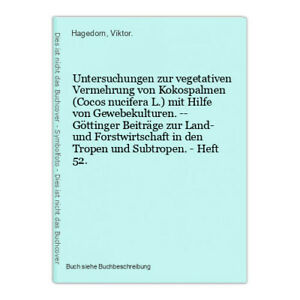 Hagedorn, Viktor.
Untersuchungen zur vegetativen
Vermehrung von Kokospalmen
(Cocos nucifera L.) mit Hilfe
von Gewebekulturen. --
Göttinger Beiträge zur Land-
und Forstwirtschaft in den
Tropen und Subtropen. - Heft
52.
Buch siehe Buchbeschreibung
Dies ist nicht das Buchcover - Symbolfoto - Dies ist nicht das Buchcover